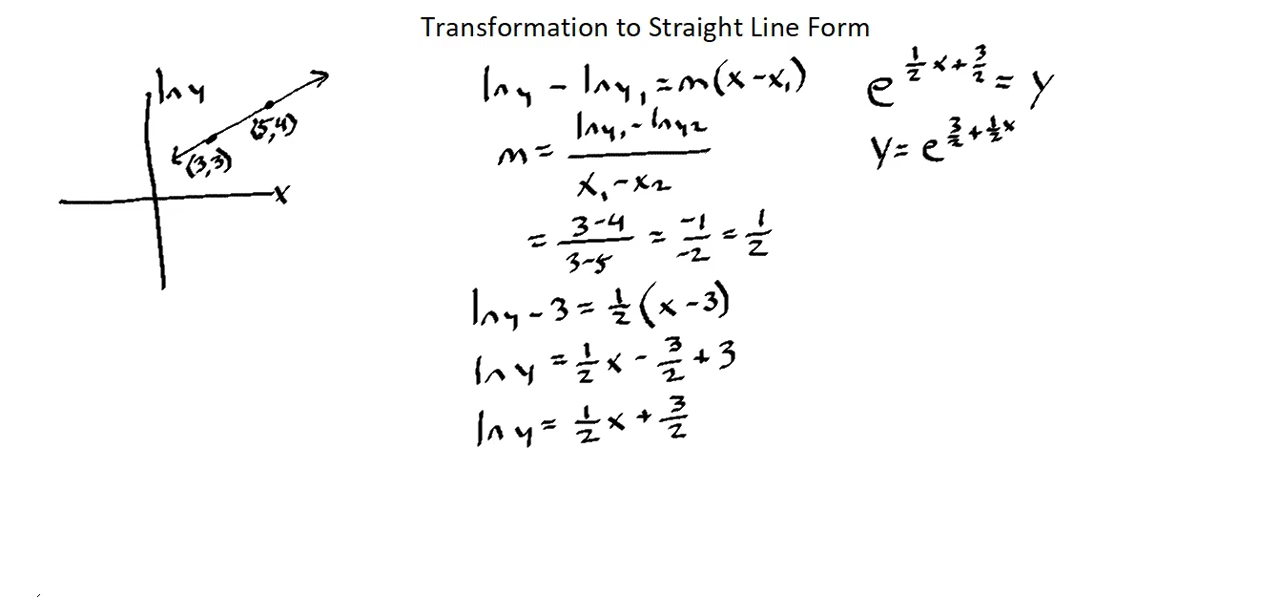 Transformation to Straight Line Form
ln y
(5,4)
(3,3)
x
ln y - ln y₁ = m(x - x₁)
m = (ln y₁ - ln y₂)/(x₁ - x₂)
= (3-4)/(3-5) = -1/-2 = 1/2
ln y - 3 = 1/2 (x - 3)
ln y = 1/2 x - 3/2 + 3
ln y = 1/2 x + 3/2
e^(1/2 x + 3/2) = y
y = e^(3/2 + 1/2 x)